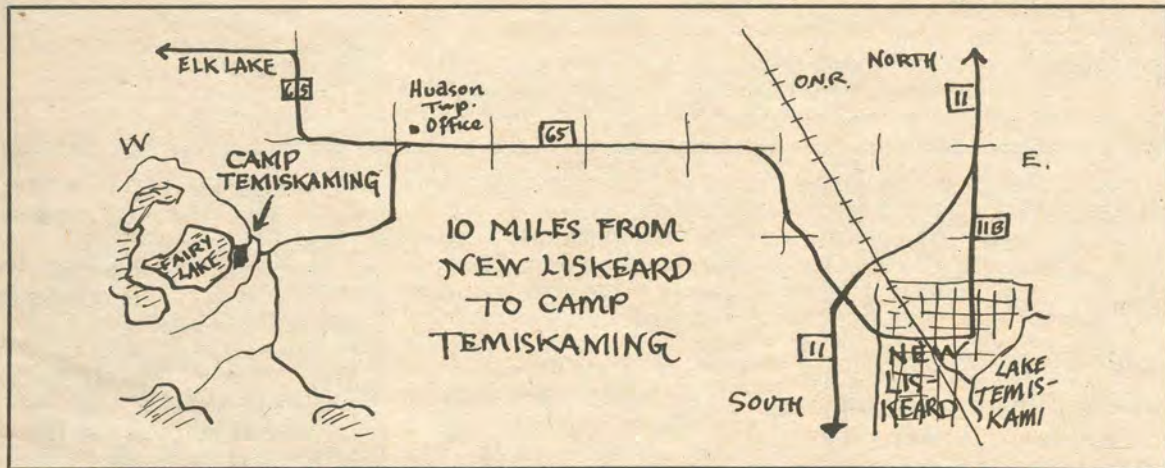 ELK LAKE
65
Hudson
Twp.
Office
65
O.N.R.
NORTH
11
W
CAMP
TEMISKAMING
E.
FAIRY
LAKE
10 MILES FROM
NEW LISKEARD
TO CAMP
TEMISKAMING
11B
11
SOUTH
NEW
LIS-
KEARD
LAKE
TEMIS-
KAMI